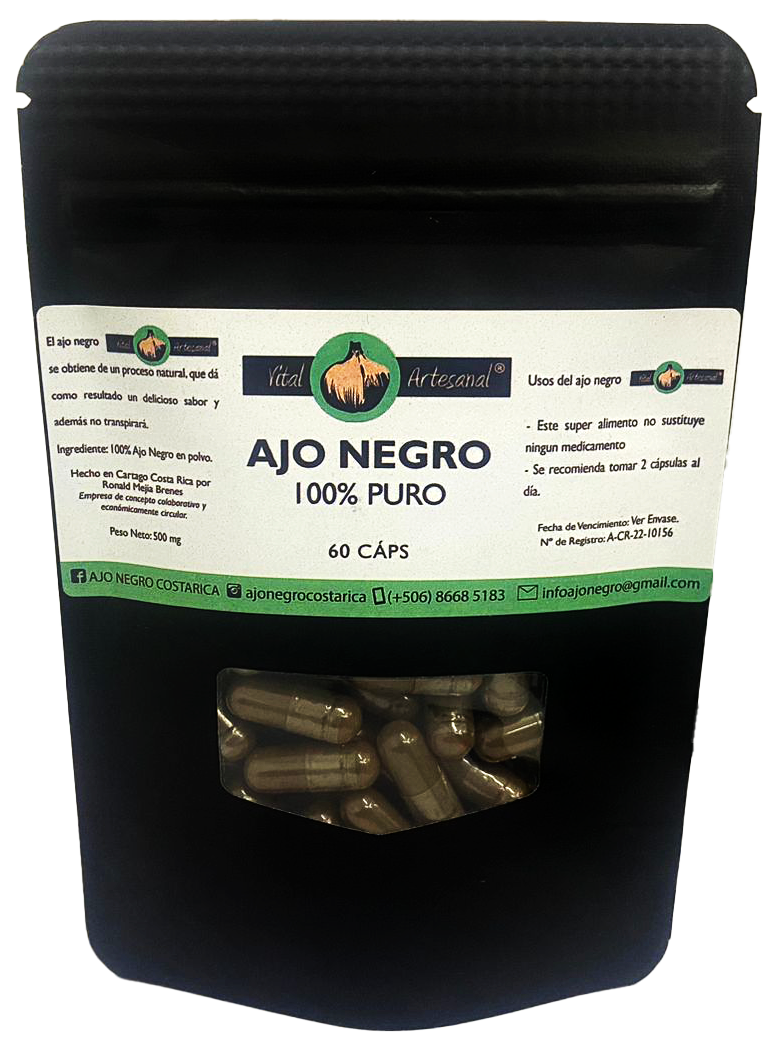 El ajo negro Vital Artesanal®
se obtiene de un proceso natural, que dá
como resultado un delicioso sabor y
además no transpirará.
Ingrediente: 100% Ajo Negro en polvo.
Hecho en Cartago Costa Rica por
Ronald Mejía Brenes
Empresa de concepto colaborativo y
económicamente circular.
Peso Neto: 500 mg
Vital Artesanal®
AJO NEGRO
100% PURO
60 CÁPS
Usos del ajo negro Vital Artesanal®
- Este super alimento no sustituye
ningun medicamento
- Se recomienda tomar 2 cápsulas al
día.
Fecha de Vencimiento: Ver Envase.
Nº de Registro: A-CR-22-10156
AJO NEGRO COSTARICA ajonegrocostarica (+506) 8668 5183 infoajonegro@gmail.com